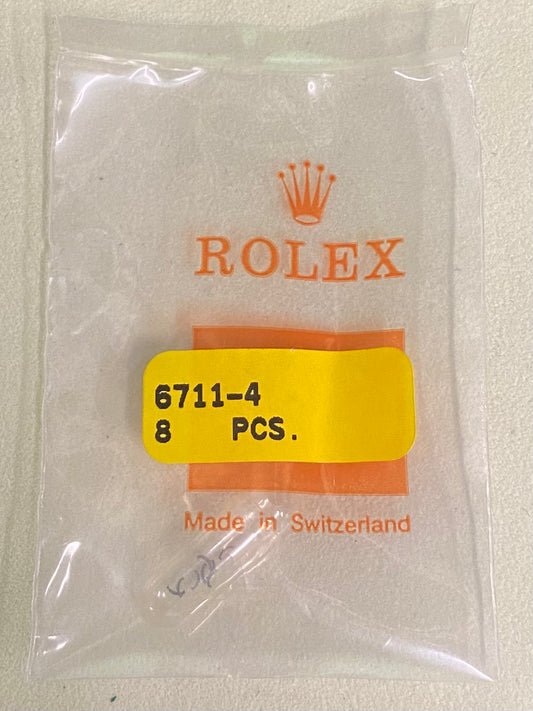 ROLEX
6711-4
8 PCS.
Made in Switzerland